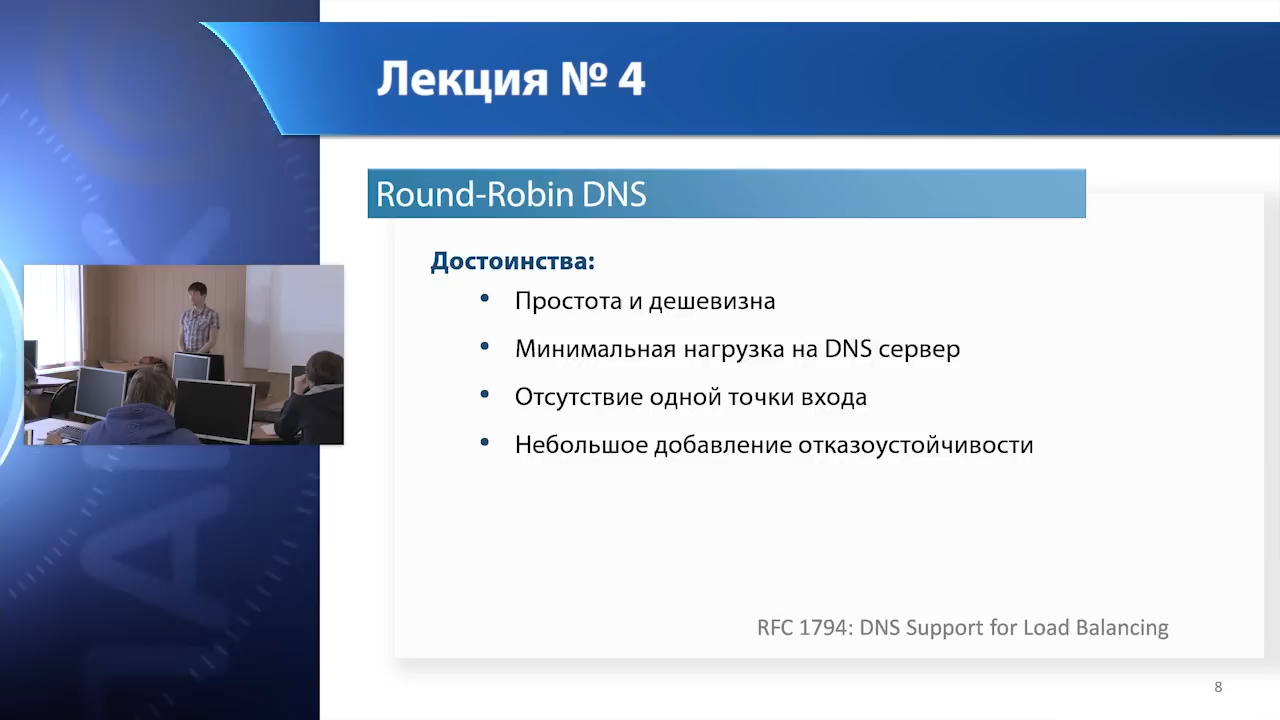 Лекция № 4
Round-Robin DNS
Достоинства:
• Простота и дешевизна
• Минимальная нагрузка на DNS сервер
• Отсутствие одной точки входа
• Небольшое добавление отказоустойчивости
RFC 1794: DNS Support for Load Balancing
8